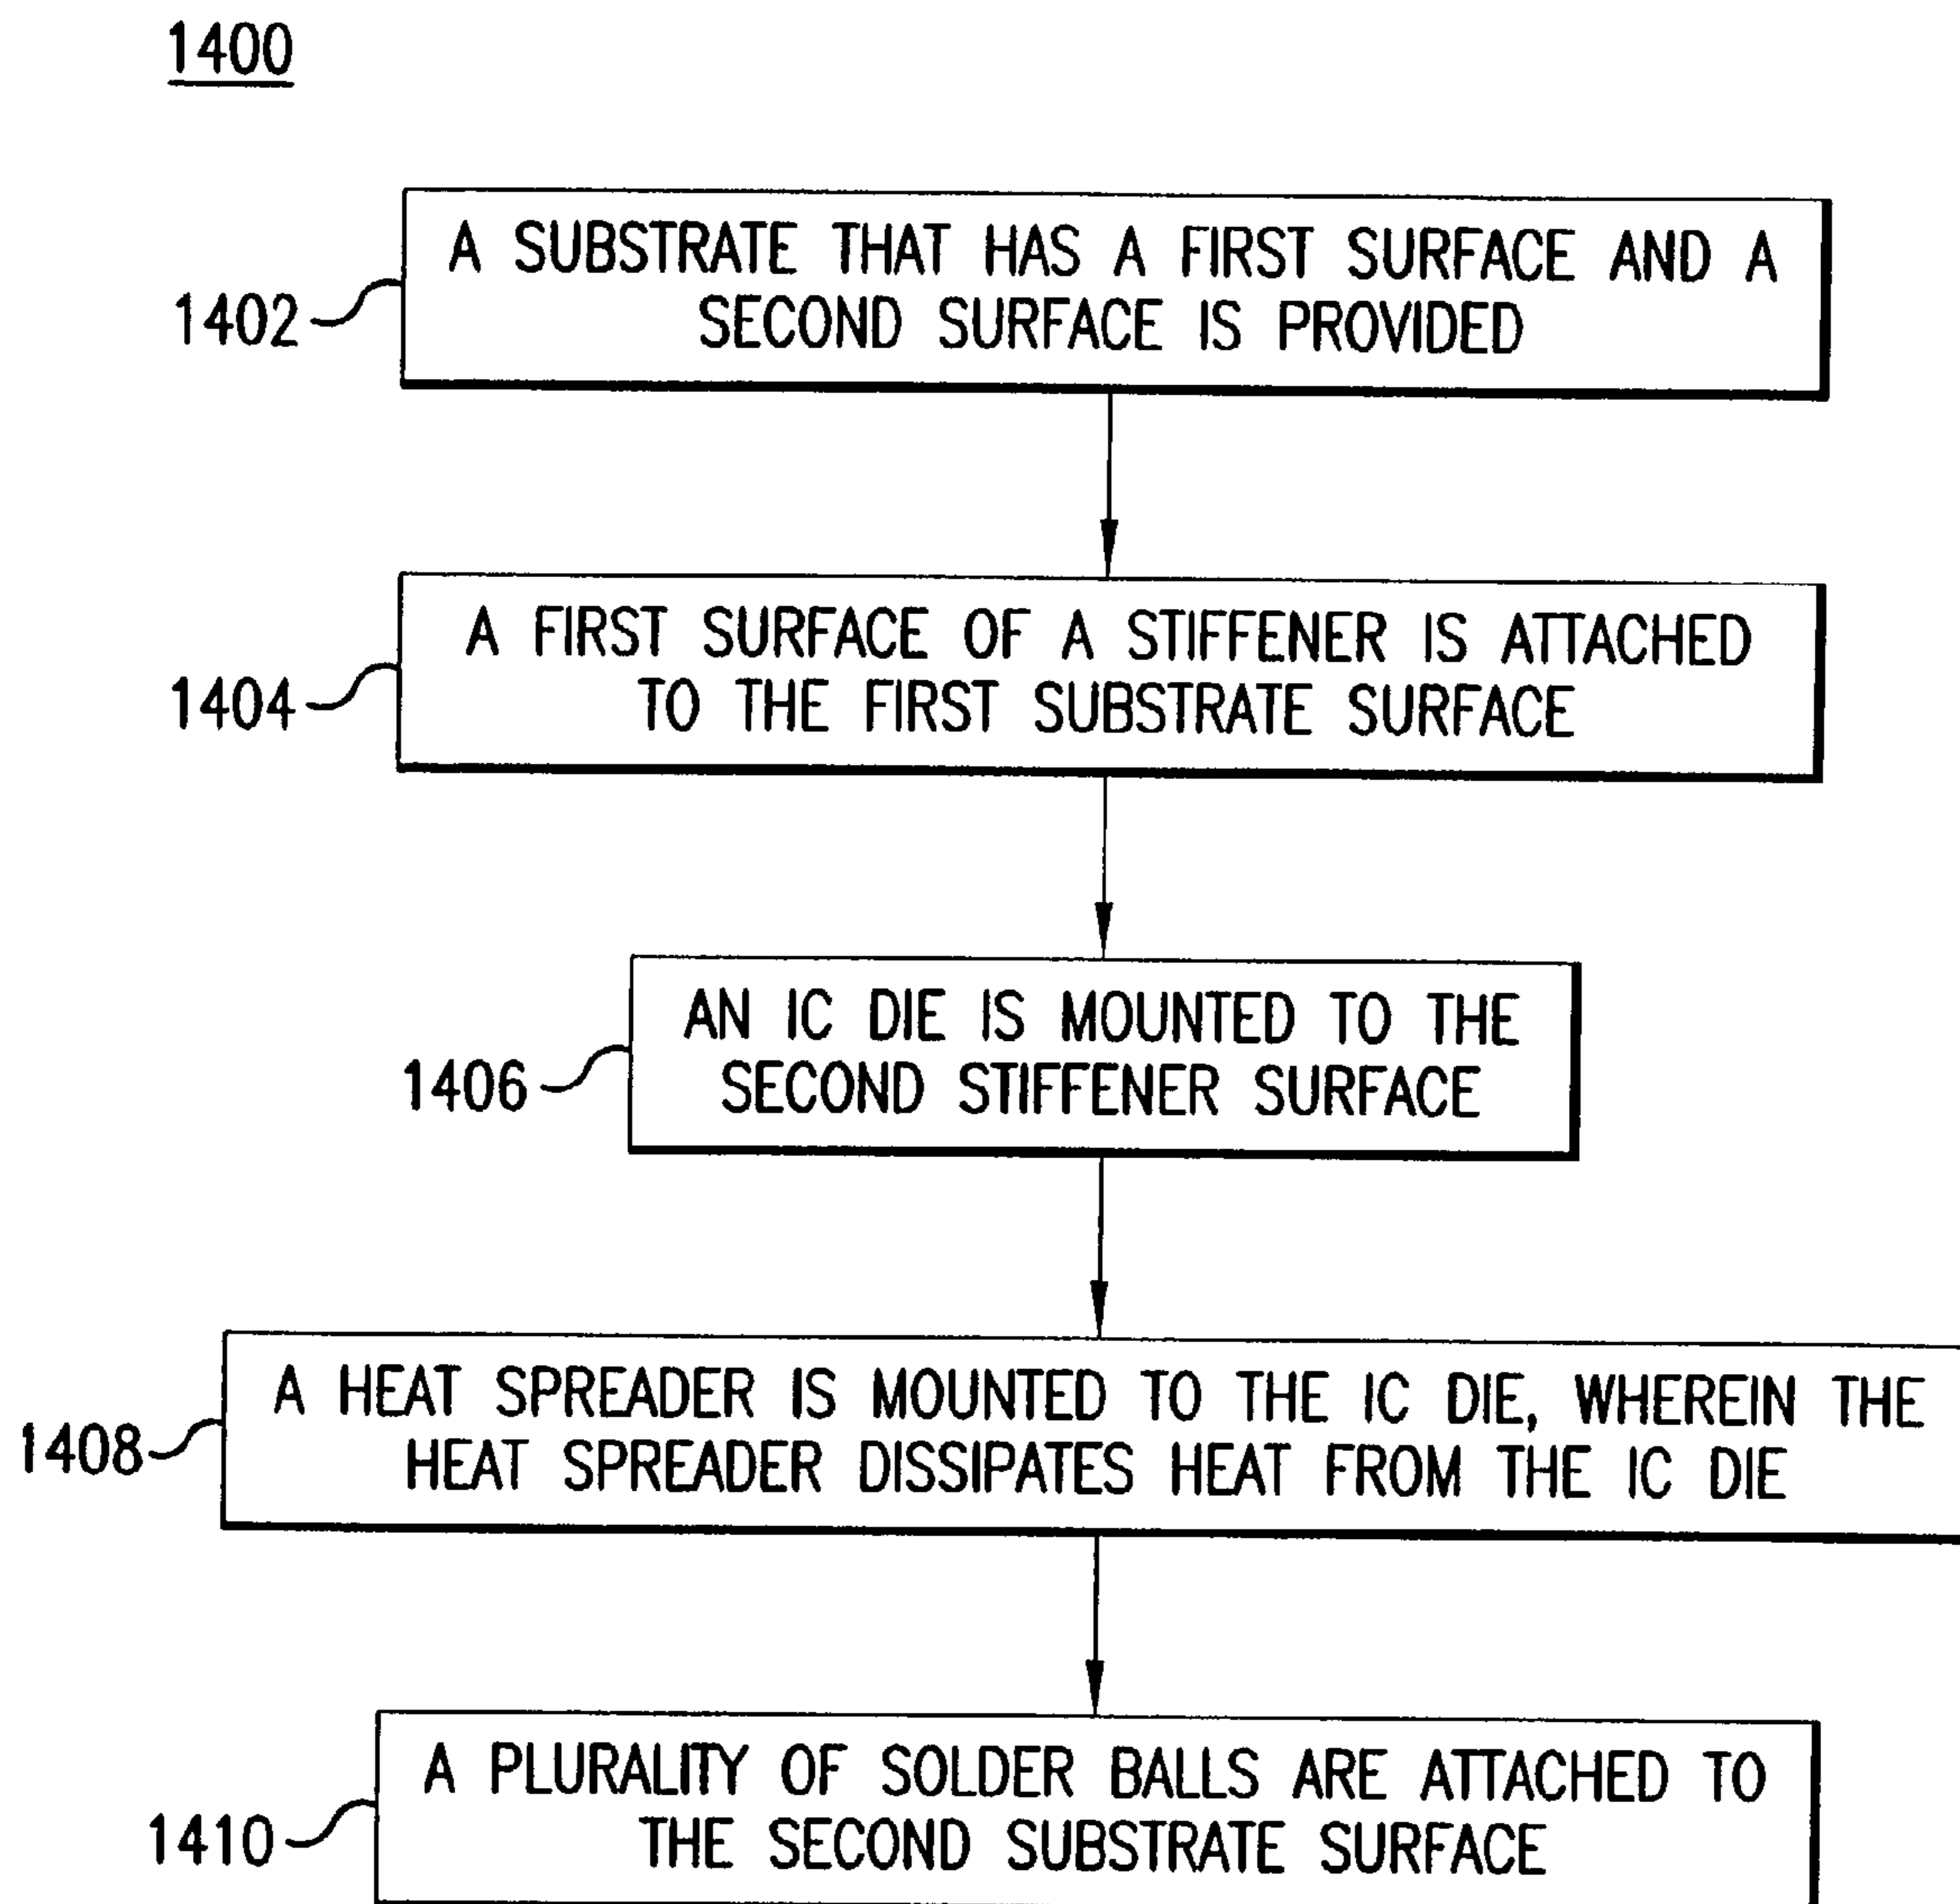 1400
A SUBSTRATE THAT HAS A FIRST SURFACE AND A
SECOND SURFACE IS PROVIDED
1402
A FIRST SURFACE OF A STIFFENER IS ATTACHED
TO THE FIRST SUBSTRATE SURFACE
1404
AN IC DIE IS MOUNTED TO THE
SECOND STIFFENER SURFACE
1406
A HEAT SPREADER IS MOUNTED TO THE IC DIE, WHEREIN THE
HEAT SPREADER DISSIPATES HEAT FROM THE IC DIE
1408
A PLURALITY OF SOLDER BALLS ARE ATTACHED TO
THE SECOND SUBSTRATE SURFACE
1410